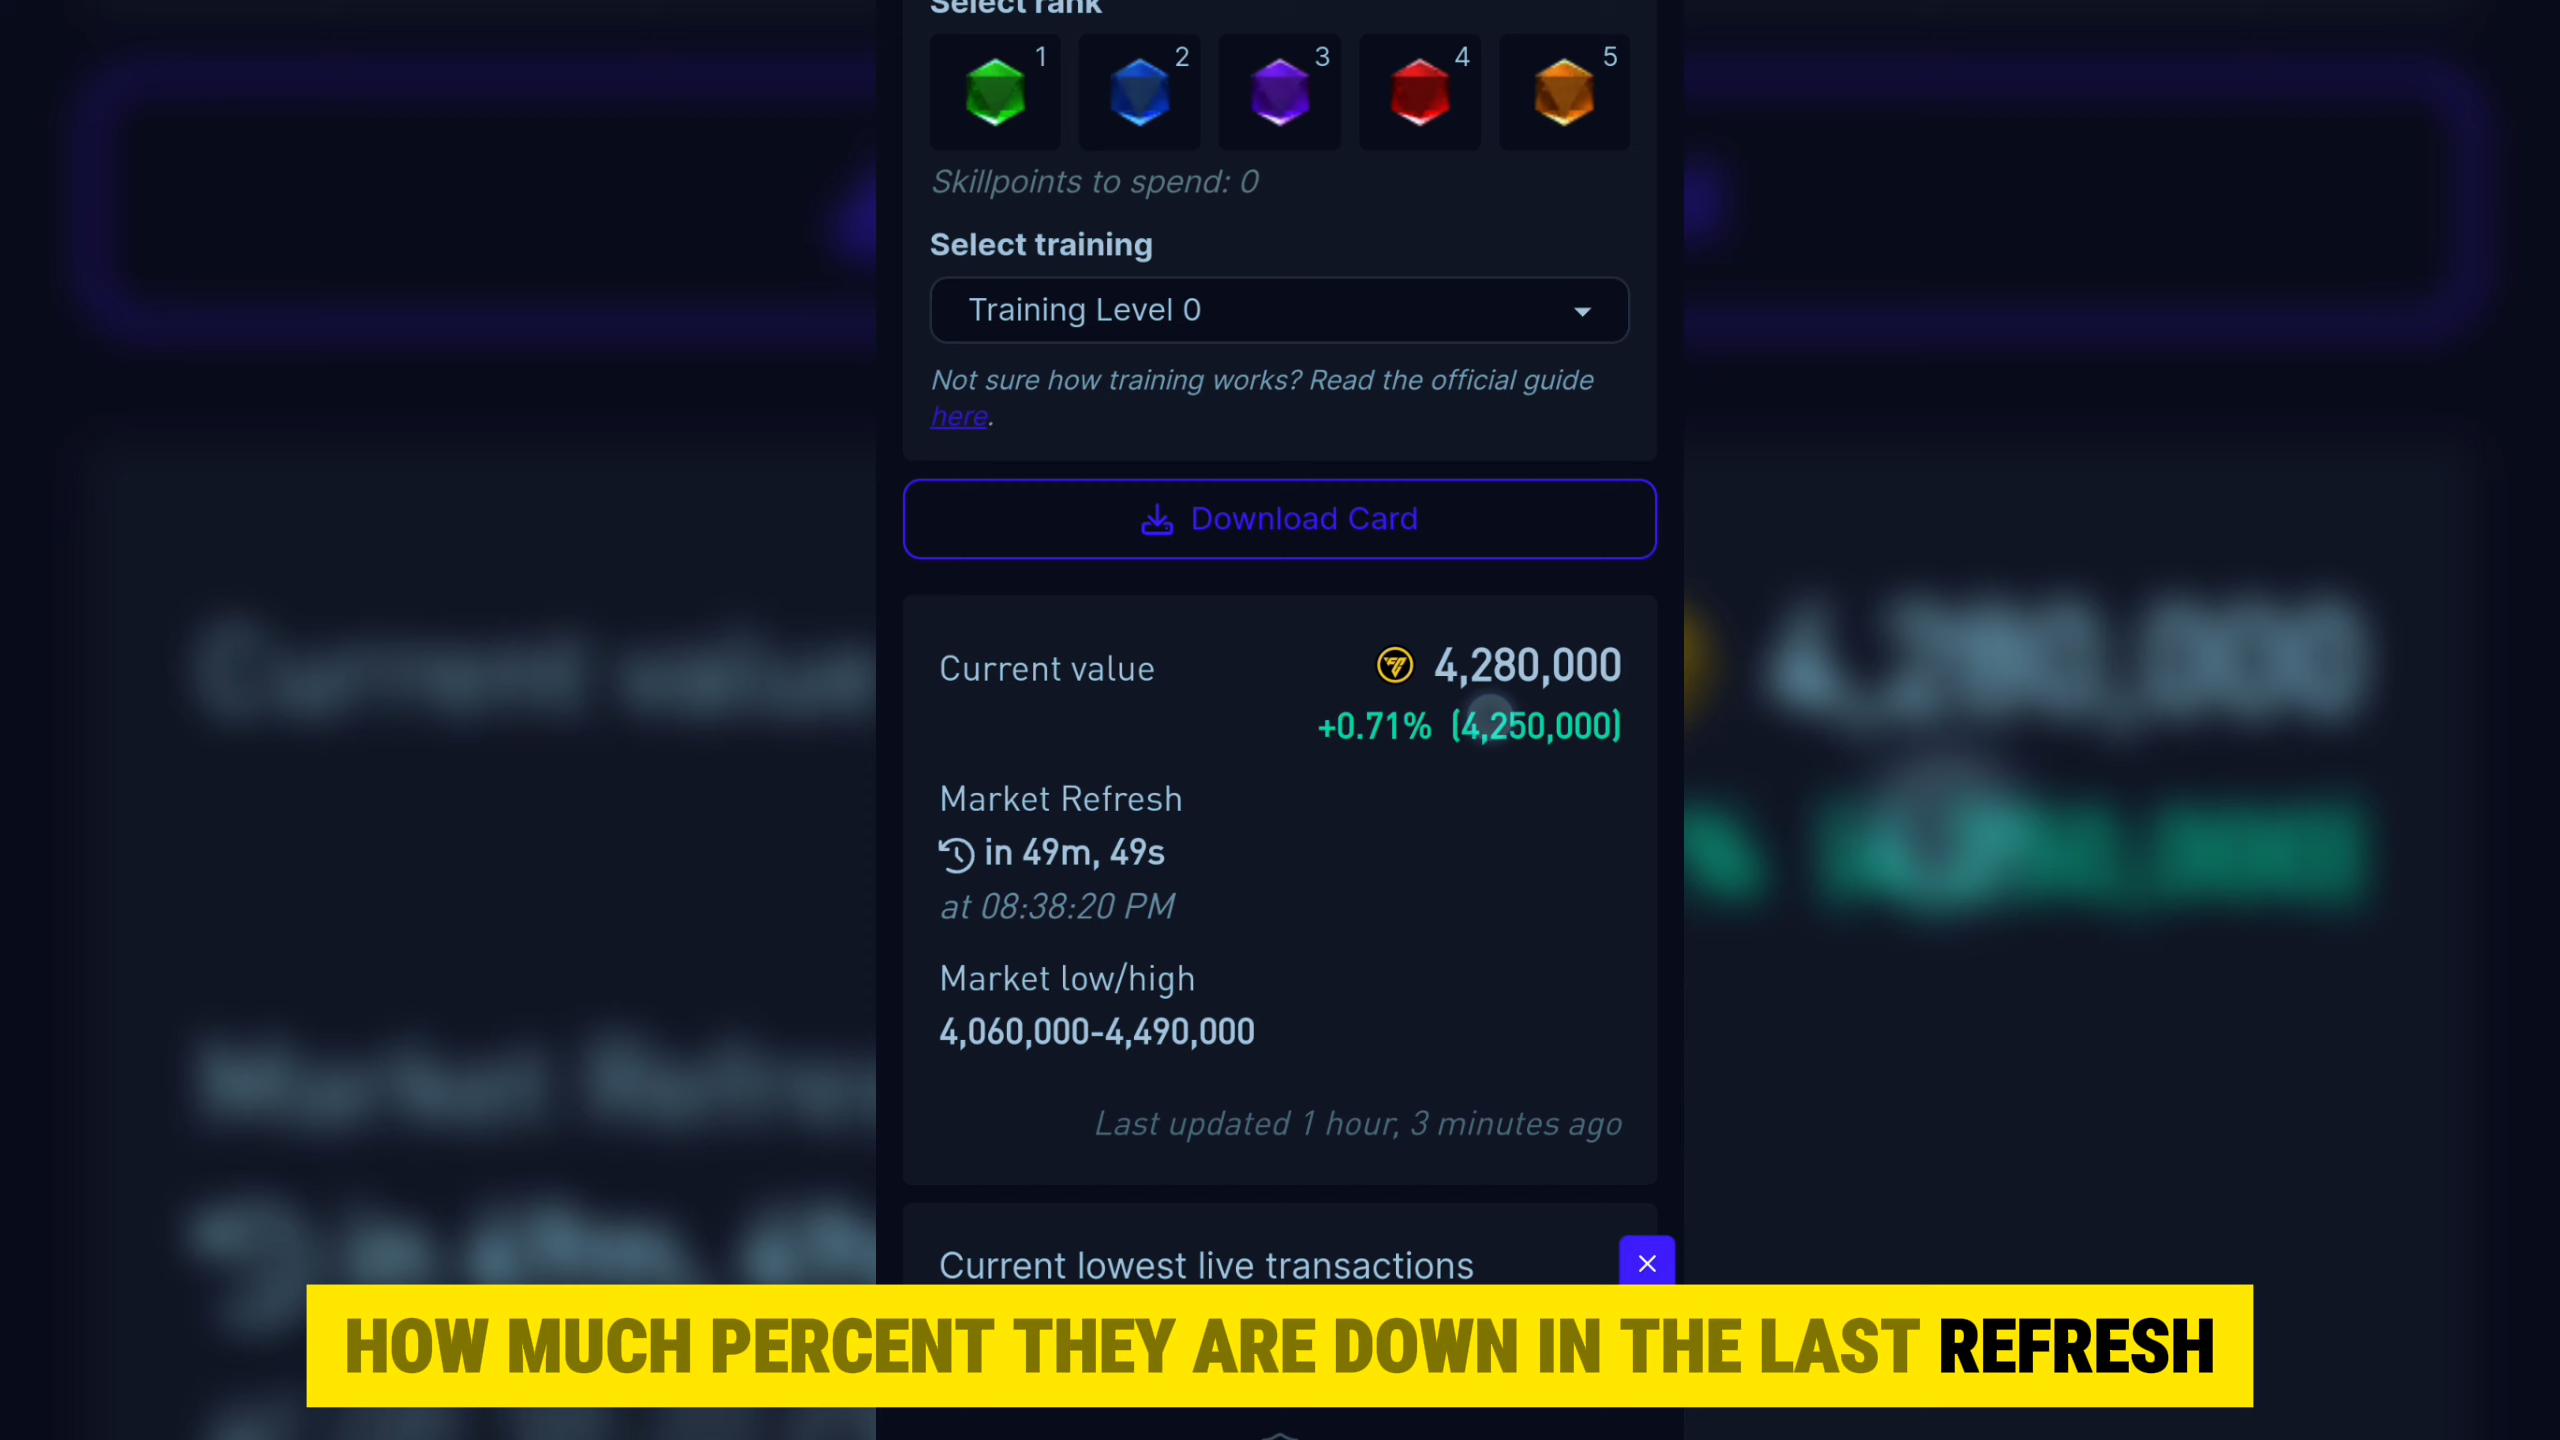 Select rank
1 2 3 4 5
Skillpoints to spend: 0
Select training
Training Level 0
Not sure how training works? Read the official guide
here.
Download Card
Current value 4,280,000
+0.71% (4,250,000)
Market Refresh
in 49m, 49s
at 08:38:20 PM
Market low/high
4,060,000-4,490,000
Last updated 1 hour, 3 minutes ago
Current lowest live transactions
HOW MUCH PERCENT THEY ARE DOWN IN THE LAST REFRESH